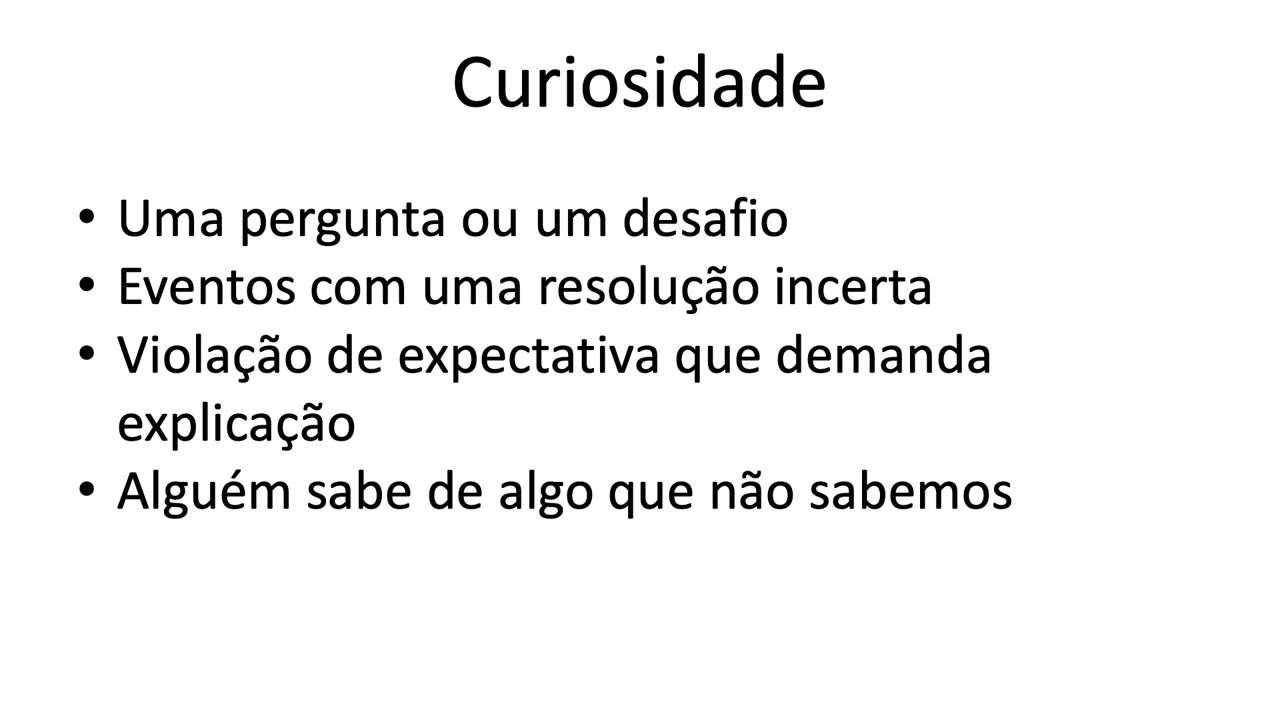 Curiosidade
• Uma pergunta ou um desafio
• Eventos com uma resolução incerta
• Violação de expectativa que demanda
explicação
• Alguém sabe de algo que não sabemos